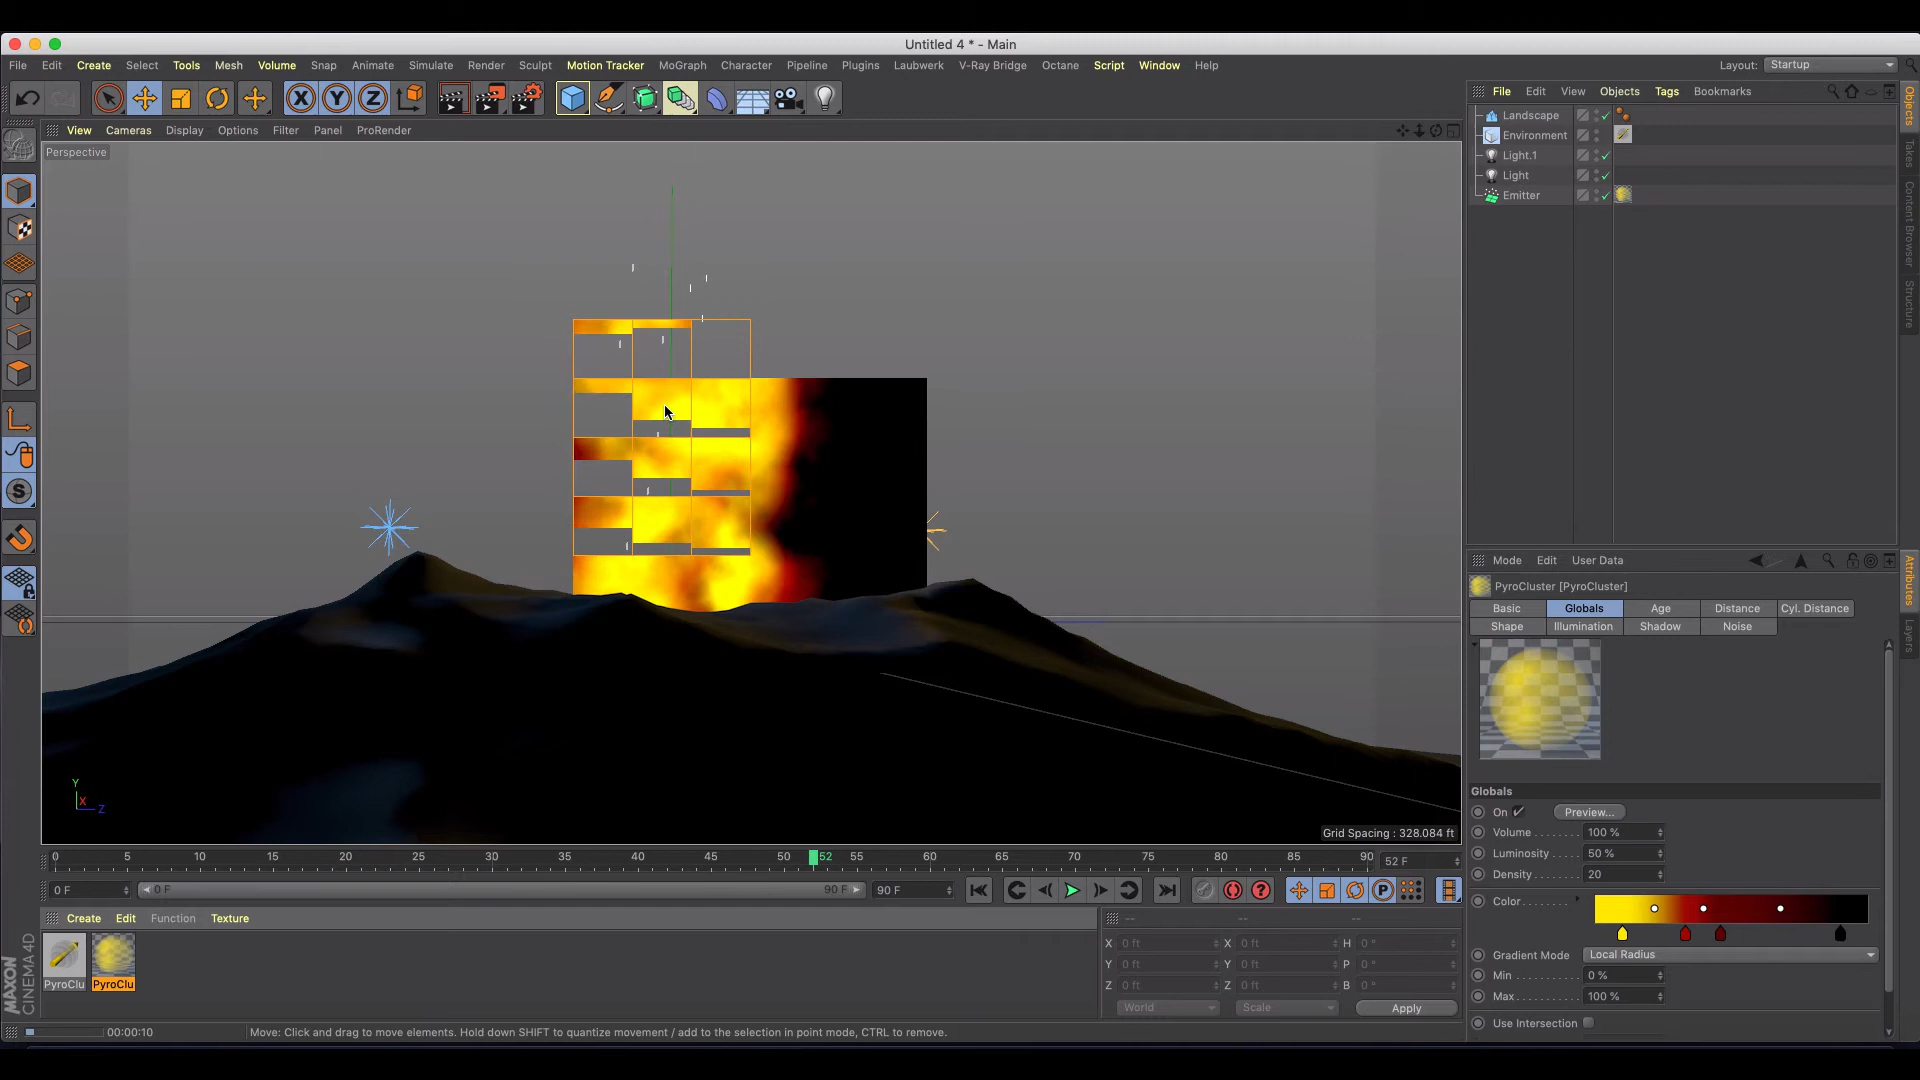 Untitled 4 * - Main
File Edit Create Select Tools Mesh Volume Snap Animate Simulate Render Sculpt Motion Tracker MoGraph Character Pipeline Plugins Laubwerk V-Ray Bridge Octane Script Window Help
Layout: Startup
View Cameras Display Options Filter Panel ProRender
File Edit View Objects Tags Bookmarks
Perspective
Landscape
Environment
Light.1
Light
Emitter
Objects
Takes
Content Browser
Structure
Mode Edit User Data
PyroCluster [PyroCluster]
Basic Globals Age Distance Cyl. Distance
Shape Illumination Shadow Noise
Attributes
Layers
Globals
On Preview...
Volume . . . . . . 100 %
Luminosity . . . . 50 %
Density . . . . . . 20
Color . . . . . . .
Gradient Mode Local Radius
Min . . . . . . . . 0 %
Max . . . . . . . . 100 %
Use Intersection
X Y Z
Y
X Z
Grid Spacing : 328.084 ft
0 5 10 15 20 25 30 35 40 45 50 52 55 60 65 70 75 80 85 90 52 F
0 F 0 F 90 F 90 F
P
Create Edit Function Texture
-- -- --
X 0 ft X 0 ft H 0 °
Y 0 ft Y 0 ft P 0 °
Z 0 ft Z 0 ft B 0 °
World Scale Apply
PyroClu PyroClu
MAXON
CINEMA 4D
00:00:10 Move: Click and drag to move elements. Hold down SHIFT to quantize movement / add to the selection in point mode, CTRL to remove.